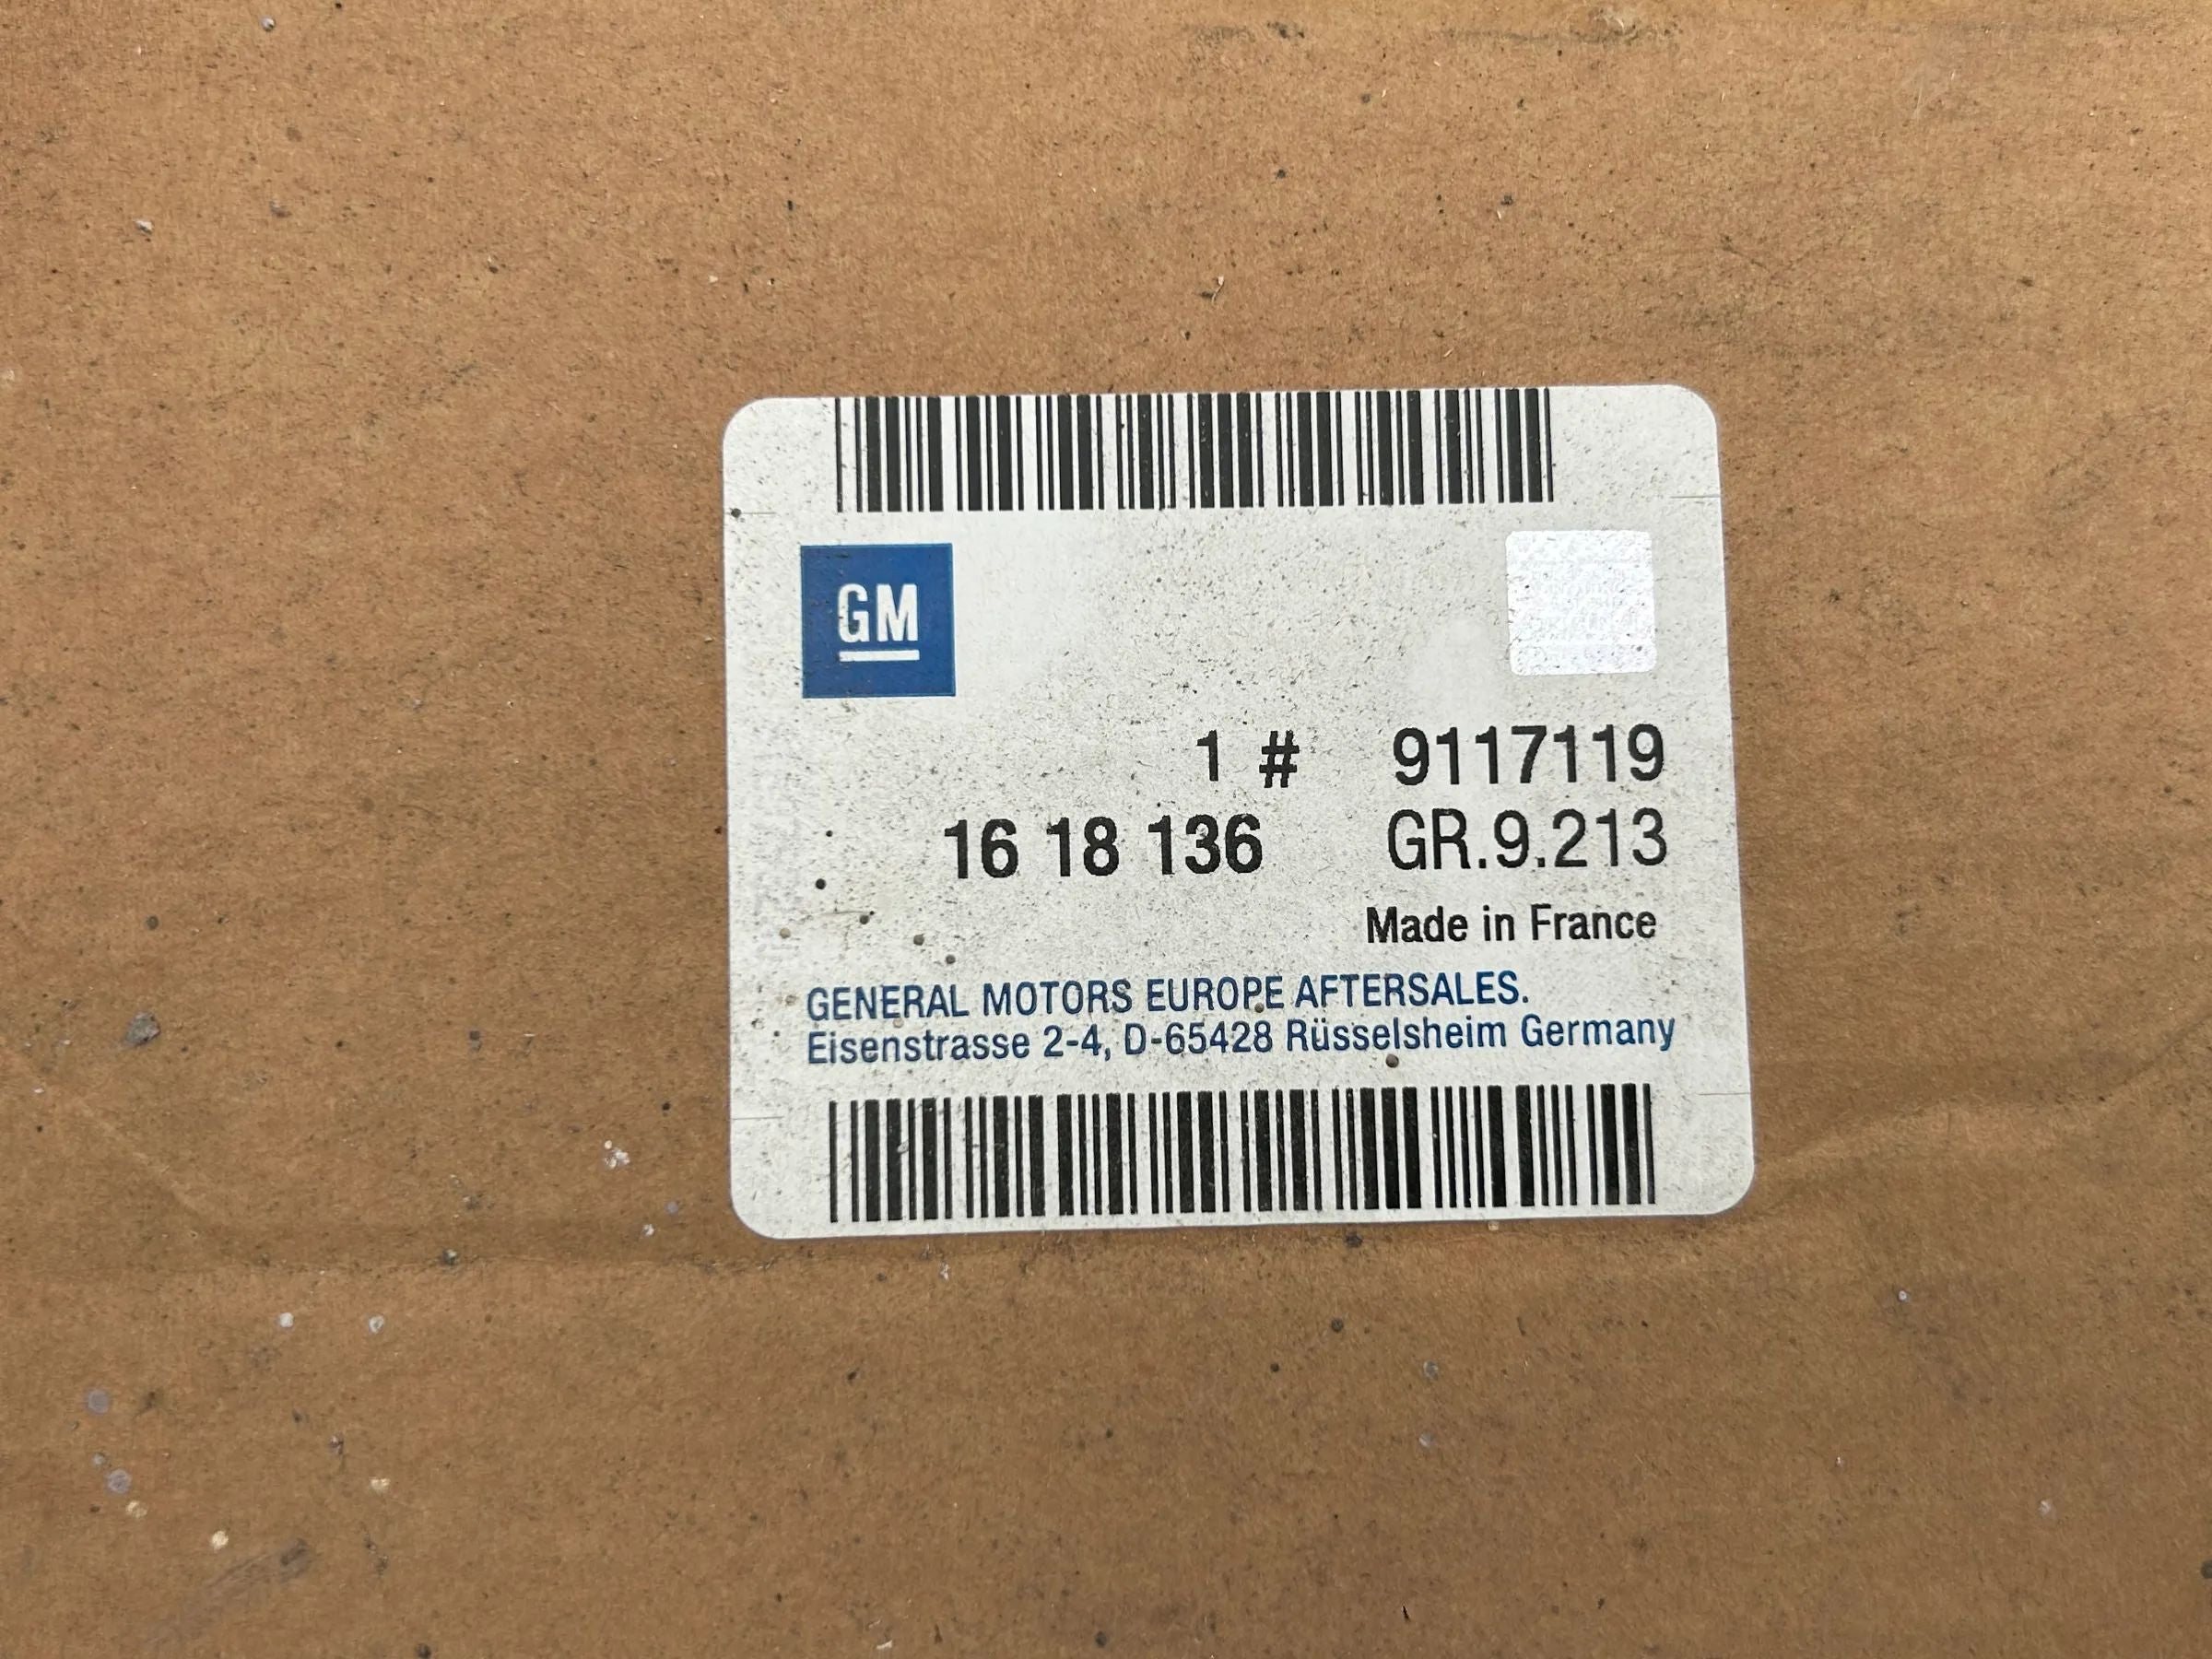 GM
1 # 9117119
16 18 136 GR.9.213
Made in France
GENERAL MOTORS EUROPE AFTERSALES.
Eisenstrasse 2-4, D-65428 Rüsselsheim Germany